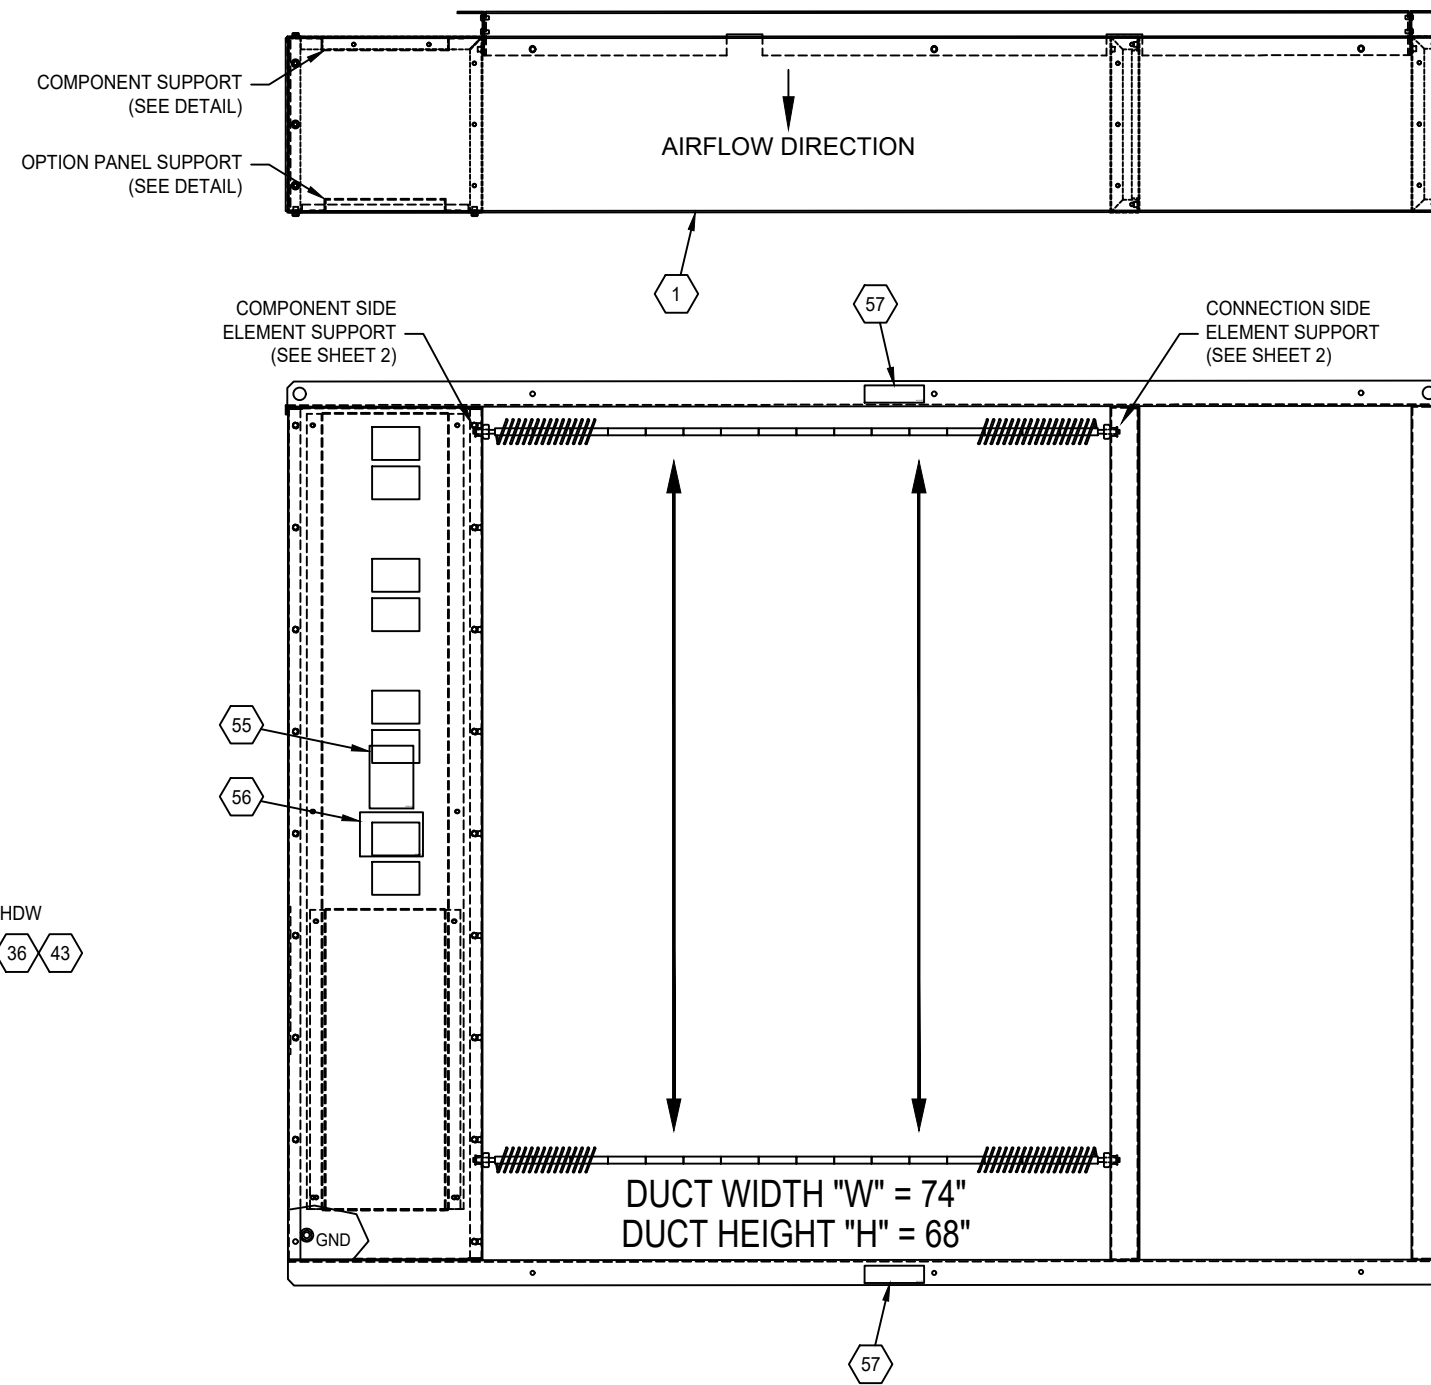 COMPONENT SUPPORT
(SEE DETAIL)
OPTION PANEL SUPPORT
(SEE DETAIL)
AIRFLOW DIRECTION
1
57
COMPONENT SIDE
ELEMENT SUPPORT
(SEE SHEET 2)
CONNECTION SIDE
ELEMENT SUPPORT
(SEE SHEET 2)
55
56
HDW
36 43
DUCT WIDTH "W" = 74"
DUCT HEIGHT "H" = 68"
GND
57